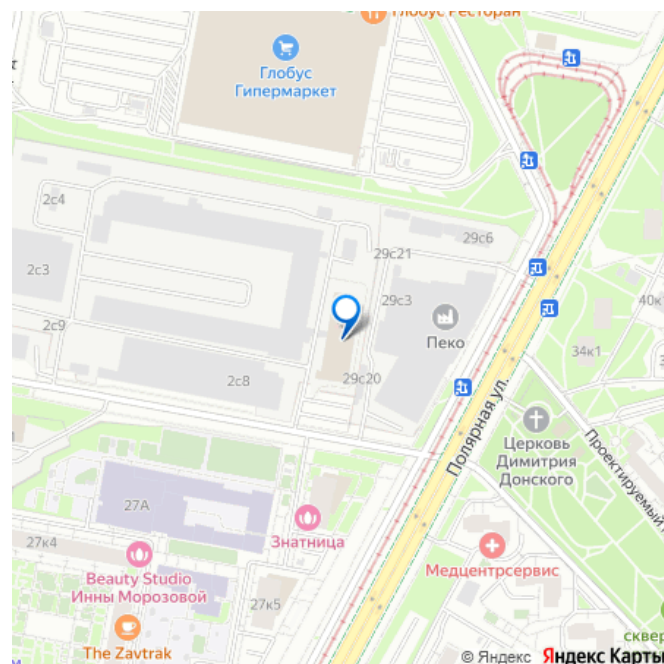 Глобус Ресторан
Глобус
Гипермаркет
2с4
29с6
29с21
2с3
29с3
40к1
2с9
Пеко
34к1
2с8
29с20
Полярная ул.
Церковь
Димитрия
Донского
Проектируемый
27А
Знатница
27к4
Медцентрсервис
Beauty Studio
Инны Морозовой
27к5
сквер
The Zavtrak
© Яндекс Яндекс Карты